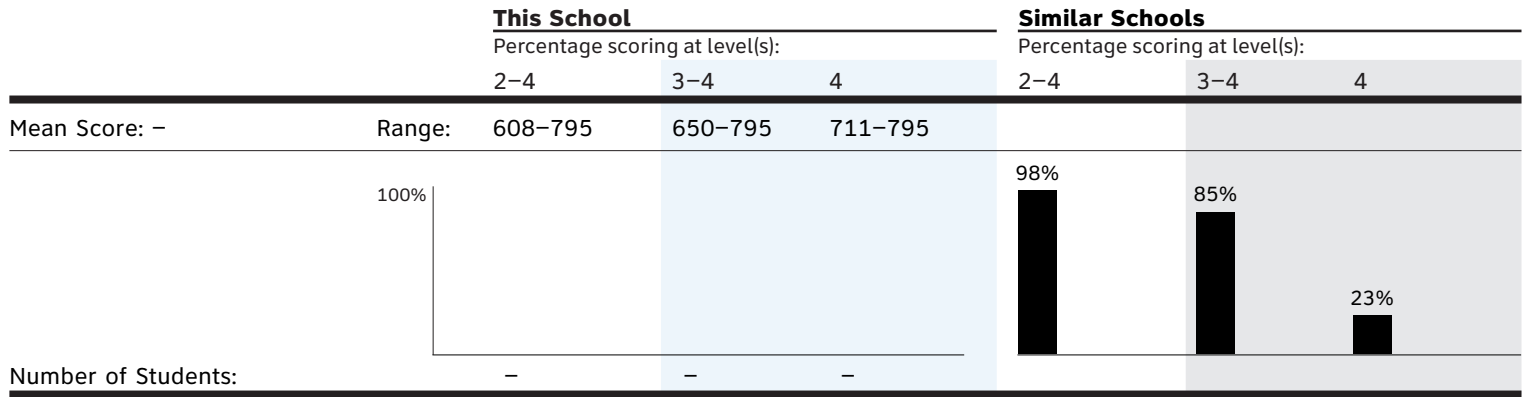 This School Similar Schools
Percentage scoring at level(s): Percentage scoring at level(s):
2–4 3–4 4 2–4 3–4 4
Mean Score: – Range: 608–795 650–795 711–795
98%
100% 85%
23%
Number of Students: – – –